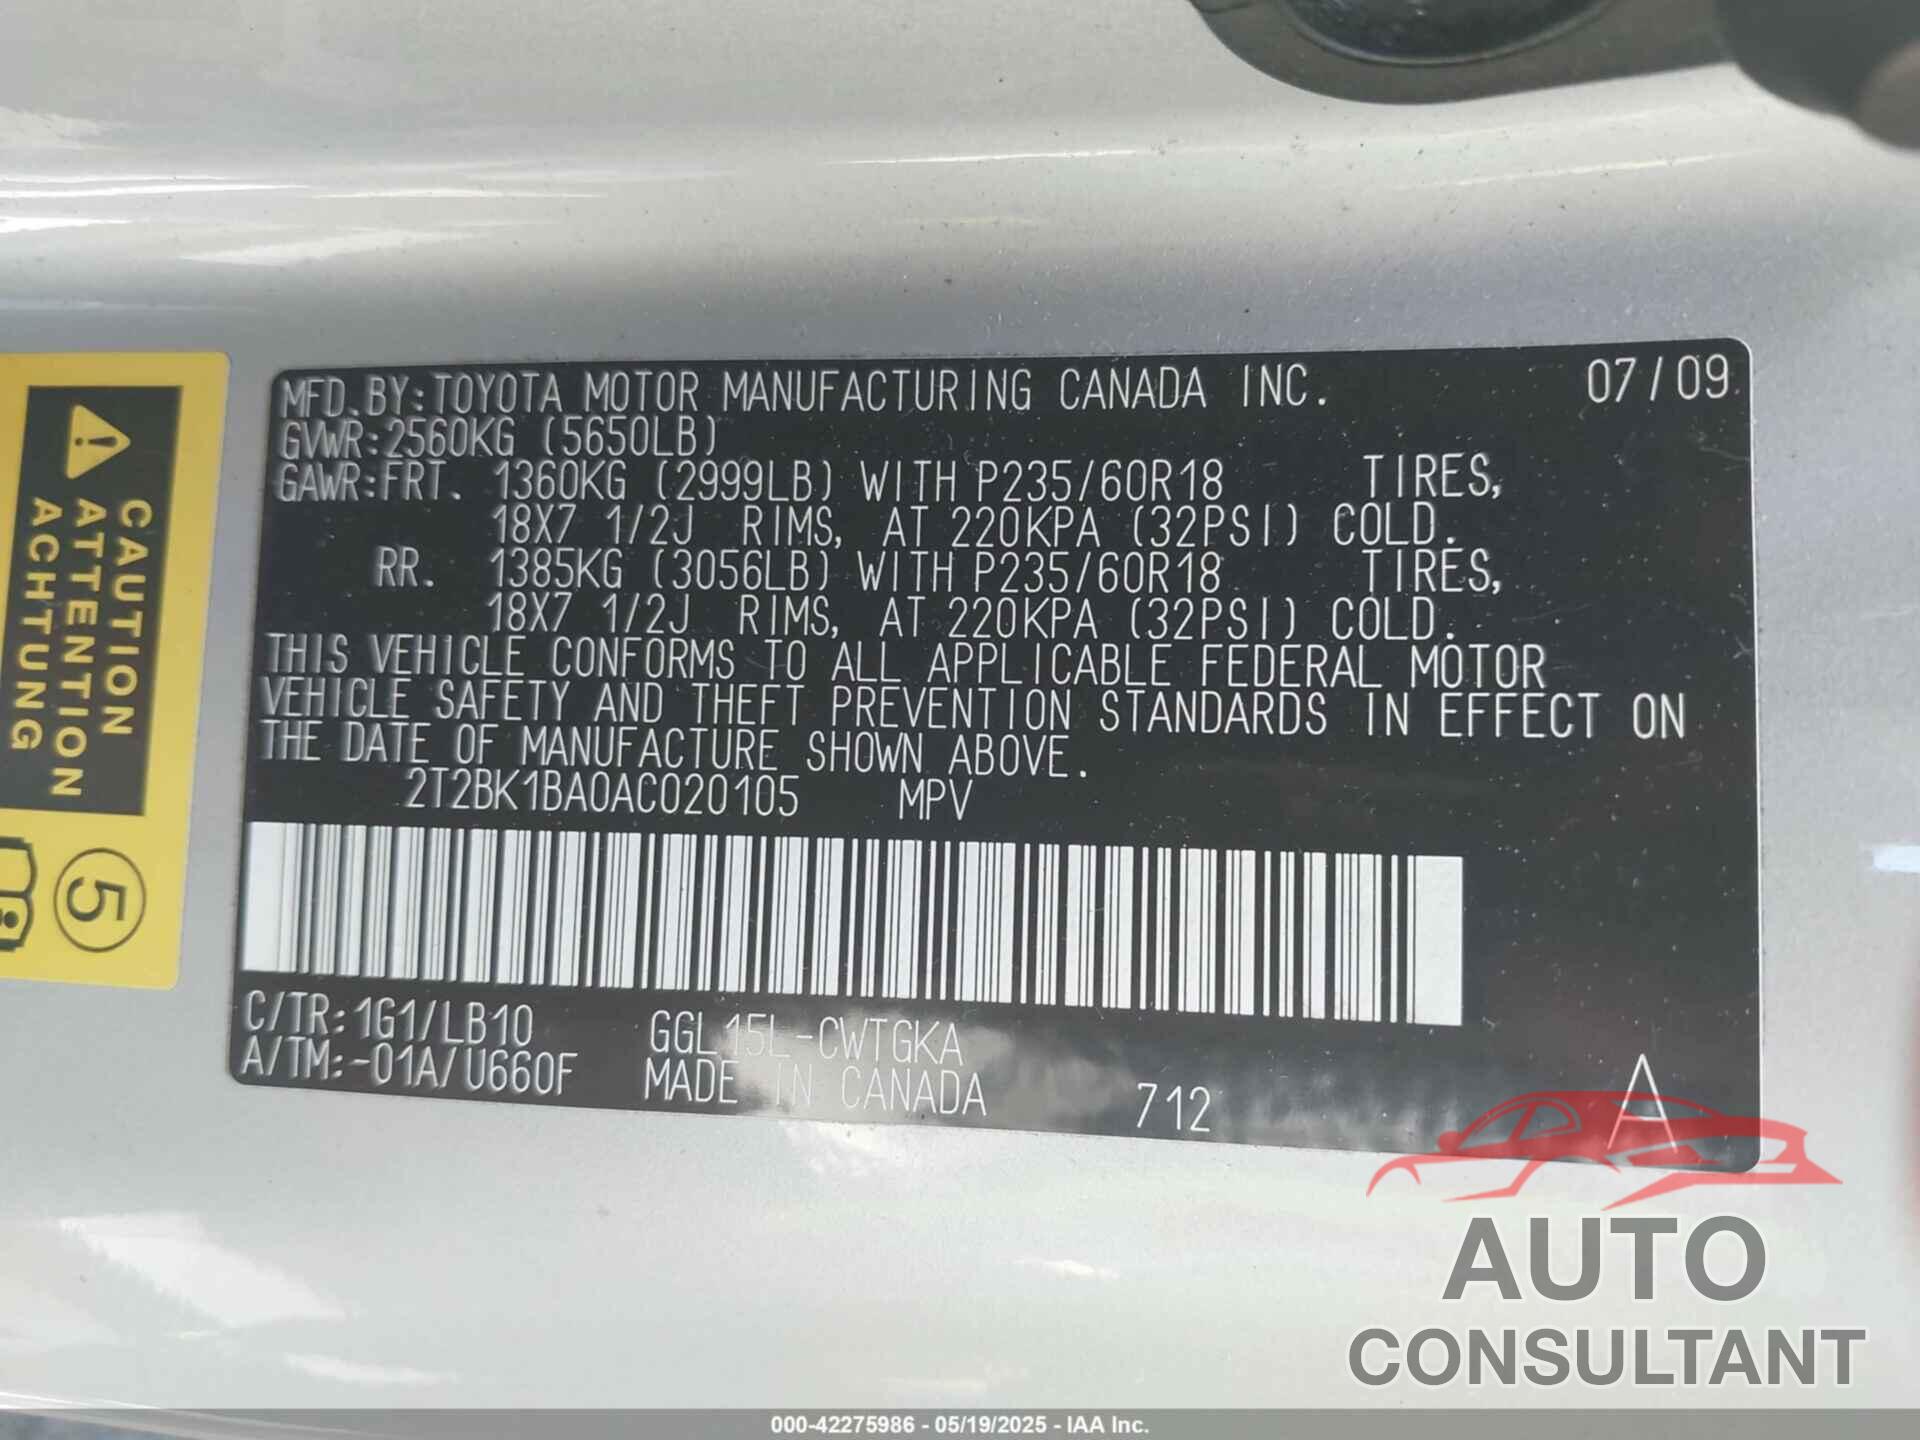 MFD.BY:TOYOTA MOTOR MANUFACTURING CANADA INC. 07/09
GVWR:2560KG (5650LB)
GAWR:FRT. 1360KG (2999LB) WITH P235/60R18 TIRES,
18X7 1/2J RIMS, AT 220KPA (32PSI) COLD.
RR. 1385KG (3056LB) WITH P235/60R18 TIRES,
18X7 1/2J RIMS, AT 220KPA (32PSI) COLD.
THIS VEHICLE CONFORMS TO ALL APPLICABLE FEDERAL MOTOR
VEHICLE SAFETY AND THEFT PREVENTION STANDARDS IN EFFECT ON
THE DATE OF MANUFACTURE SHOWN ABOVE.
2T2BK1BA0AC020105 MPV
C/TR:1G1/LB10 GGL15L-CWTGKA
A/TM:-01A/U660F MADE IN CANADA 712 A
CAUTION
ATTENTION
ACHTUNG
5
AUTO
CONSULTANT
000-42275986 - 05/19/2025 - IAA Inc.